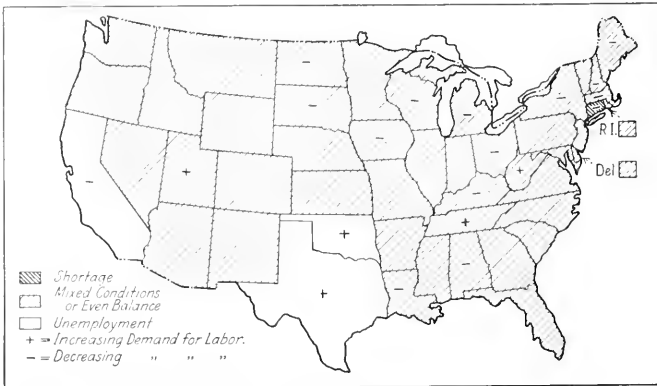 R.I.
Del
Shortage
Mixed Conditions
or Even Balance
Unemployment
+ = Increasing Demand for Labor.
- = Decreasing " " "